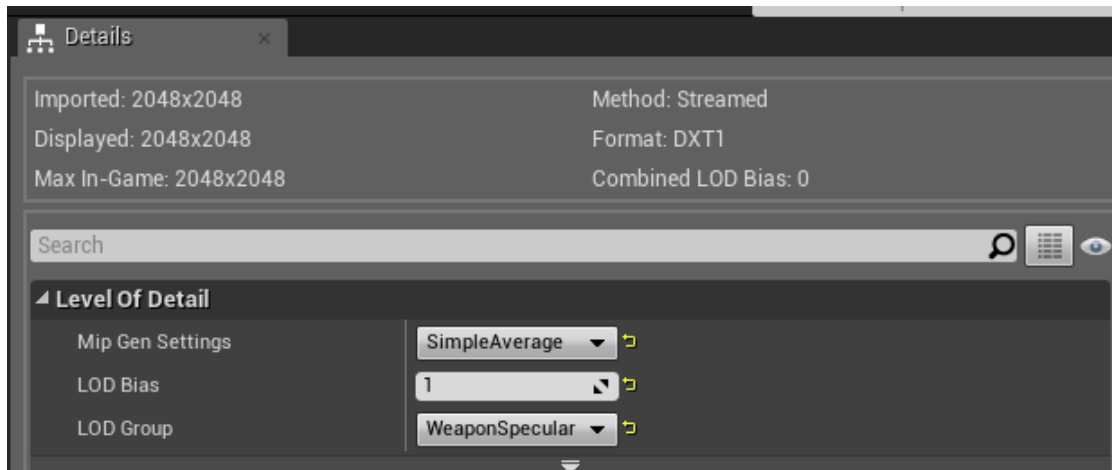 Details
Imported: 2048x2048
Method: Streamed
Displayed: 2048x2048
Format: DXT1
Max In-Game: 2048x2048
Combined LOD Bias: 0
Search
Level Of Detail
Mip Gen Settings
SimpleAverage
LOD Bias
1
LOD Group
WeaponSpecular